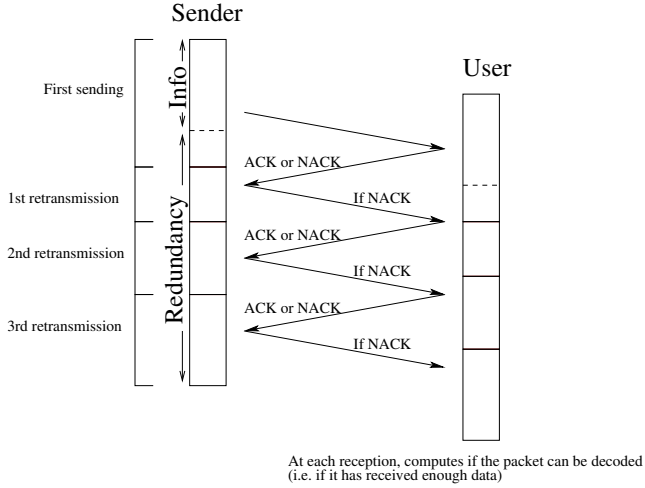 Sender
User
First sending
Info
ACK or NACK
1st retransmission
If NACK
Redundancy
ACK or NACK
2nd retransmission
If NACK
ACK or NACK
3rd retransmission
If NACK
At each reception, computes if the packet can be decoded
(i.e. if it has received enough data)